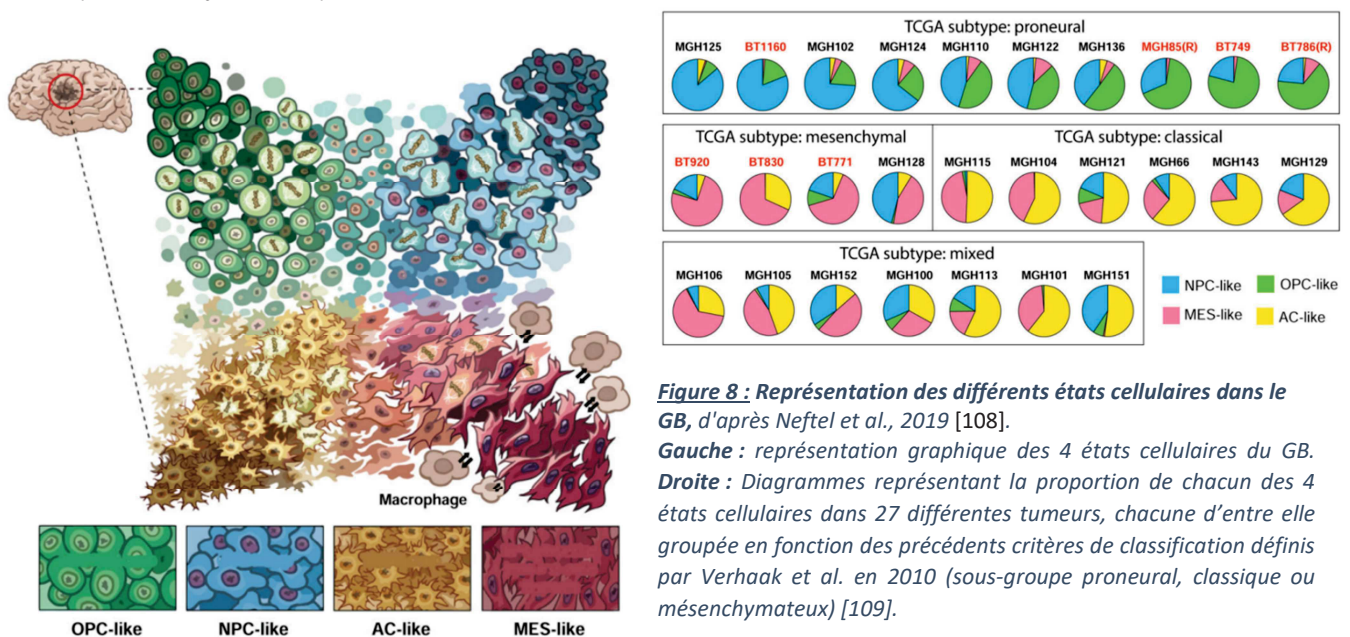 TCGA subtype: proneural
MGH125 BT1160 MGH102 MGH124 MGH110 MGH122 MGH136 MGH85(R) BT749 BT786(R)
TCGA subtype: mesenchymal
BT920 BT830 BT771 MGH128
TCGA subtype: classical
MGH115 MGH104 MGH121 MGH66 MGH143 MGH129
TCGA subtype: mixed
MGH106 MGH105 MGH152 MGH100 MGH113 MGH101 MGH151
NPC-like OPC-like
MES-like AC-like
Macrophage
OPC-like NPC-like AC-like MES-like
Figure 8 : Représentation des différents états cellulaires dans le
GB, d'après Neftel et al., 2019 [108].
Gauche : représentation graphique des 4 états cellulaires du GB.
Droite : Diagrammes représentant la proportion de chacun des 4
états cellulaires dans 27 différentes tumeurs, chacune d’entre elle
groupée en fonction des précédents critères de classification définis
par Verhaak et al. en 2010 (sous-groupe proneural, classique ou
mésenchymateux) [109].